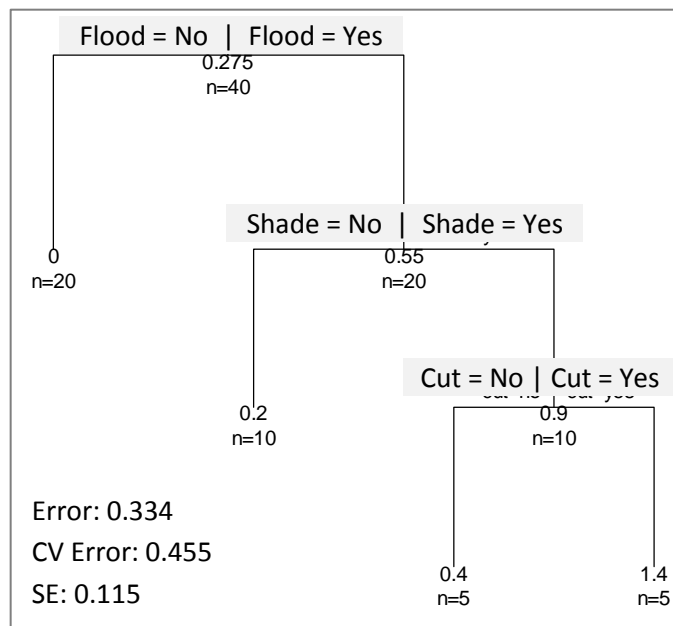 Flood = No | Flood = Yes
0.275
n=40
Shade = No | Shade = Yes
0
n=20
0.55
n=20
Cut = No | Cut = Yes
0.2
n=10
0.9
n=10
Error: 0.334
CV Error: 0.455
SE: 0.115
0.4
n=5
1.4
n=5